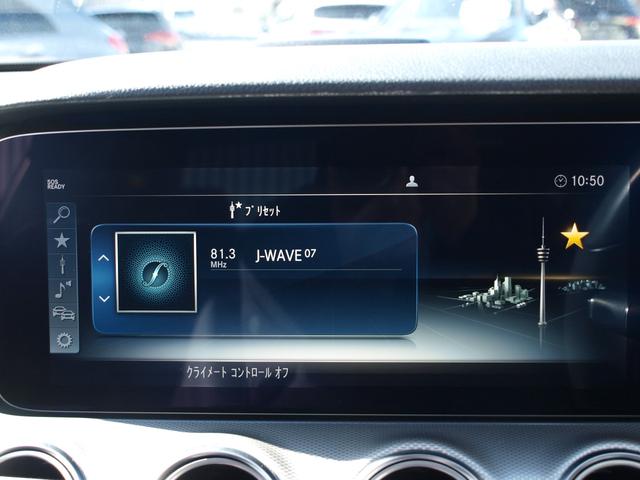 SOS
READY
10:50
プリセット
81.3
MHz
J-WAVE 07
クライメート コントロール オフ